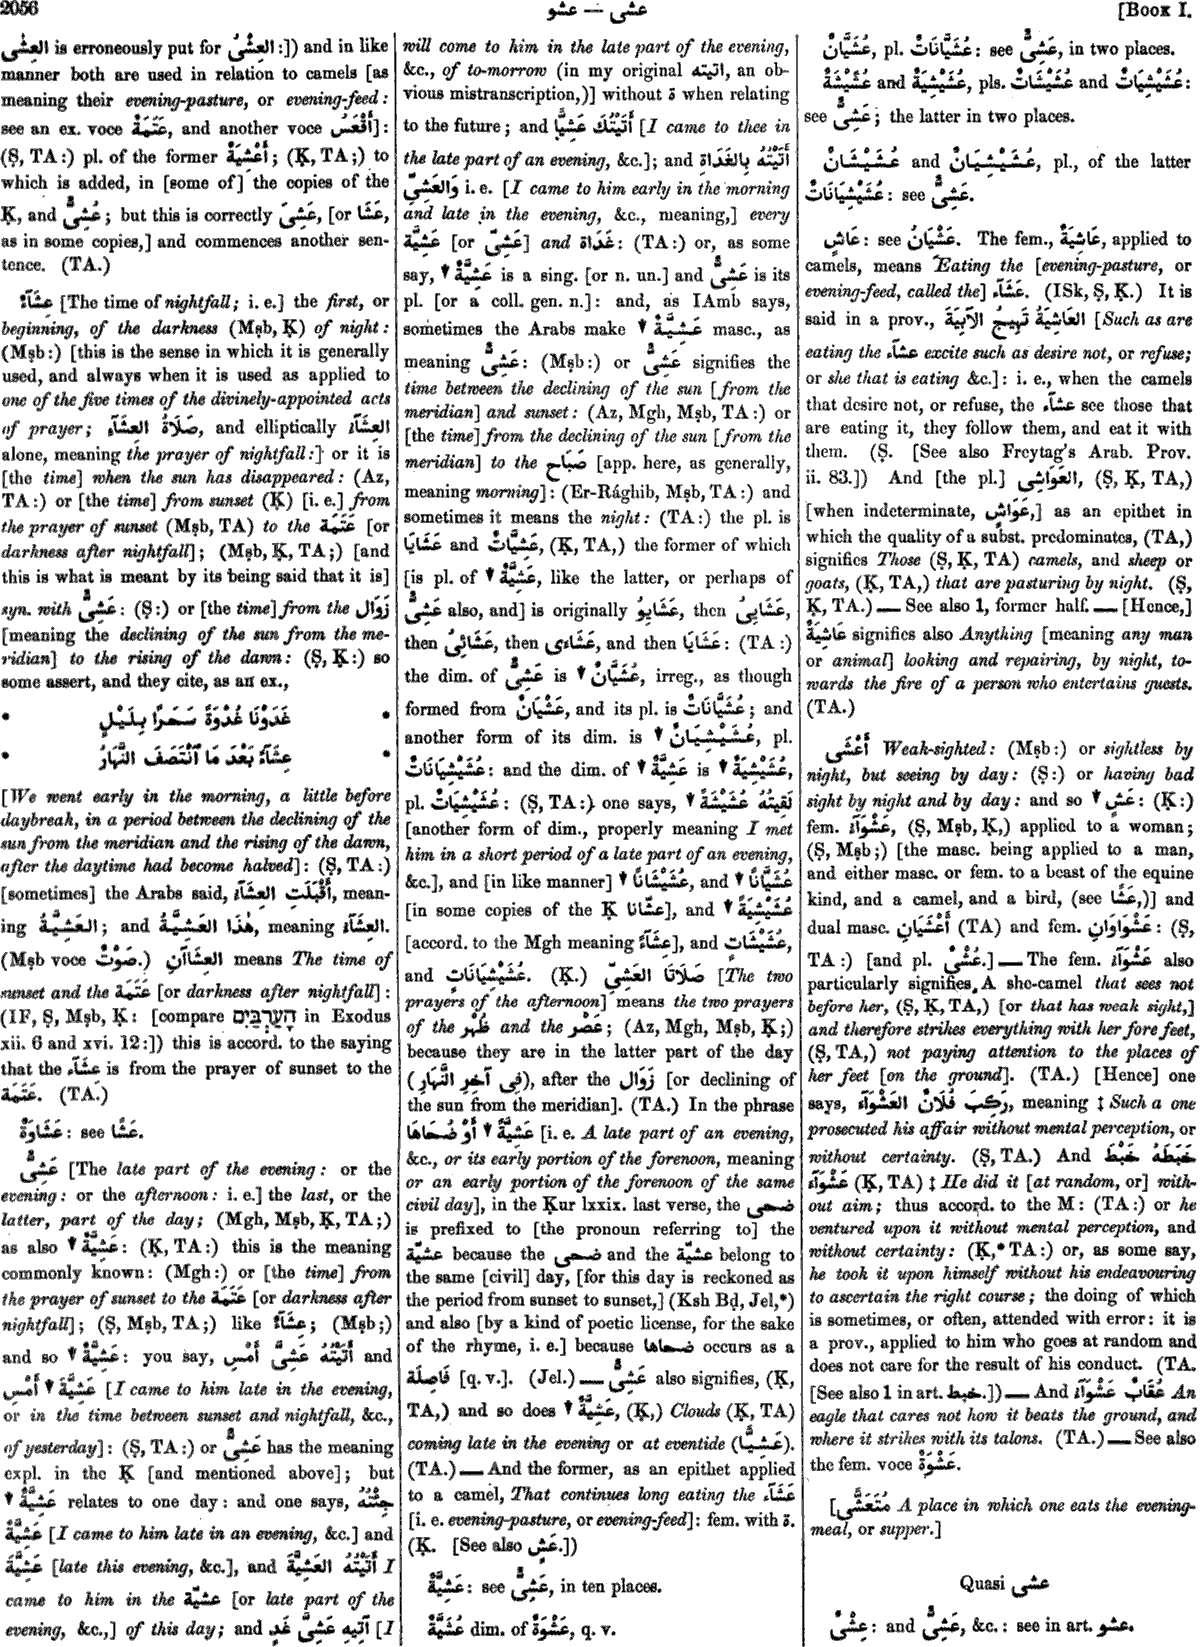 2056
عشى — عشو
[Book I.
العِشْىُ is erroneously put for العِشْىُ :]) and in like
manner both are used in relation to camels [as
meaning their evening-pasture, or evening-feed:
see an ex. voce عَتَمَةٌ, and another voce أَقْعَسُ]:
(Ṣ, TA:) pl. of the former أَعْشِيَةٌ; (Ḳ, TA;) to
which is added, in [some of] the copies of the
Ḳ, and عُشِىٌّ; but this is correctly عَشِىَ, [or عَشَا,
as in some copies,] and commences another sen-
tence. (TA.)
عِشَآءٌ [The time of nightfall; i. e.] the first, or
beginning, of the darkness (Mṣb, Ḳ) of night:
(Mṣb:) [this is the sense in which it is generally
used, and always when it is used as applied to
one of the five times of the divinely-appointed acts
of prayer; صَلَاةُ العِشَآءِ, and elliptically العِشَآءُ
alone, meaning the prayer of nightfall:] or it is
[the time] when the sun has disappeared: (Az,
TA:) or [the time] from sunset (Ḳ) [i. e.] from
the prayer of sunset (Mṣb, TA) to the عَتَمَة [or
darkness after nightfall]; (Mṣb, Ḳ, TA;) [and
this is what is meant by its being said that it is]
syn. with عَشِىٌّ: (Ṣ:) or [the time] from the زَوَال
[meaning the declining of the sun from the me-
ridian] to the rising of the dawn: (Ṣ, Ḳ:) so
some assert, and they cite, as an ex.,
* غَدَوْنَا غُدْوَةً سَحَرًا بِلَيْلٍ *
* عِشَآءً بَعْدَ مَا ٱنْتَصَفَ النَّهَارُ *
[We went early in the morning, a little before
daybreak, in a period between the declining of the
sun from the meridian and the rising of the dawn,
after the daytime had become halved]: (Ṣ, TA:)
[sometimes] the Arabs said, أَقْبَلَتِ العِشَآءُ, mean-
ing العَشِيَّةُ; and هٰذَا العَشِيَّةُ, meaning العِشَآءُ.
(Mṣb voce صَوْتٌ.) العِشَاآنِ means The time of
sunset and the عَتَمَة [or darkness after nightfall]:
(IF, Ṣ, Mṣb, Ḳ: [compare הָעַרְבַּיִם in Exodus
xii. 6 and xvi. 12:]) this is accord. to the saying
that the عِشَآء is from the prayer of sunset to the
عَتَمَة. (TA.)
عَشَاوَةٌ: see عَشًا.
عَشِىٌّ [The late part of the evening: or the
evening: or the afternoon: i. e.] the last, or the
latter, part of the day; (Mgh, Mṣb, Ḳ, TA;)
as also ▼ عَشِيَّةٌ: (Ḳ, TA:) this is the meaning
commonly known: (Mgh:) or [the time] from
the prayer of sunset to the عَتَمَة [or darkness after
nightfall]; (Ṣ, Mṣb, TA;) like عِشَآءٌ; (Mṣb;)
and so ▼ عَشِيَّةٌ: you say, أَتَيْتُهُ عَشِىَّ أَمْسِ and
عَشِيَّةَ ▼ أَمْسِ [I came to him late in the evening,
or in the time between sunset and nightfall, &c.,
of yesterday]: (Ṣ, TA:) or عَشِىٌّ has the meaning
expl. in the Ḳ [and mentioned above]; but
▼ عَشِيَّةٌ relates to one day: and one says, جِئْتُهُ
عَشِيَّةً [I came to him late in an evening, &c.] and
عَشِيَّةَ [late this evening, &c.], and أَتَيْتُهُ العَشِيَّةَ I
came to him in the عشيّة [or late part of the
evening, &c.,] of this day; and آتِيهِ عَشِىَّ غَدٍ [I
will come to him in the late part of the evening,
&c., of to-morrow (in my original اتيته, an ob-
vious mistranscription,)] without ة when relating
to the future; and أَتَيْتُكَ عَشِيًّا [I came to thee in
the late part of an evening, &c.]; and أَتَيْتُهُ بِالغَدَاةِ
وَالعَشِىِّ i. e. [I came to him early in the morning
and late in the evening, &c., meaning,] every
عَشِيَّة [or عَشِىّ] and غَدَاة: (TA:) or, as some
say, ▼ عَشِيَّةٌ is a sing. [or n. un.] and عَشِىٌّ is its
pl. [or a coll. gen. n.]: and, as IAmb says,
sometimes the Arabs make ▼ عَشِيَّةٌ masc., as
meaning عَشِىٌّ: (Mṣb:) or عَشِىٌّ signifies the
time between the declining of the sun [from the
meridian] and sunset: (Az, Mgh, Mṣb, TA:) or
[the time] from the declining of the sun [from the
meridian] to the صَبَاح [app. here, as generally,
meaning morning]: (Er-Rághib, Mṣb, TA:) and
sometimes it means the night: (TA:) the pl. is
عَشَايَا and عَشِيَّاتٌ, (Ḳ, TA,) the former of which
[is pl. of ▼ عَشِيَّةٌ, like the latter, or perhaps of
عَشِىٌّ also, and] is originally عَشَايِوُ, then عَشَايِىُ,
then عَشَائِىُ, then عَشَاءَى, and then عَشَايَا: (TA:)
the dim. of عَشِىٌّ is ▼ عُشَيَّانٌ, irreg., as though
formed from عَشْيَانٌ, and its pl. is عُشَيَّانَاتٌ; and
another form of its dim. is ▼ عُشَيْشِيَانٌ, pl.
عُشَيْشِيَانَاتٌ: and the dim. of ▼ عَشِيَّةٌ is ▼ عُشَيْشِيَةٌ,
pl. عُشَيْشِيَاتٌ: (Ṣ, TA:) one says, ▼ لَقِيتُهُ عُشَيْشَةً
[another form of dim., properly meaning I met
him in a short period of a late part of an evening,
&c.], and [in like manner] ▼ عُشَيْشَانًا, and ▼ عُشَيَّانًا
[in some copies of the Ḳ عشّانا], and ▼ عُشَيْشِيَةً
[accord. to the Mgh meaning عِشَآءً], and عُشَيْشَاتٍ,
and عُشَيْشِيَانَاتٍ. (Ḳ.) صَلَاتَا العَشِىِّ [The two
prayers of the afternoon] means the two prayers
of the ظُهْر and the عَصْر; (Az, Mgh, Mṣb, Ḳ;)
because they are in the latter part of the day
(فِى آخِرِ النَّهَارِ), after the زَوَال [or declining of
the sun from the meridian]. (TA.) In the phrase
عَشِيَّةً ▼ أَوْ ضُحَاهَا [i. e. A late part of an evening,
&c., or its early portion of the forenoon, meaning
or an early portion of the forenoon of the same
civil day], in the Ḳur lxxix. last verse, the ضحى
is prefixed to [the pronoun referring to] the
عشيّة because the ضحى and the عشيّة belong to
the same [civil] day, [for this day is reckoned as
the period from sunset to sunset,] (Ksh Bḍ, Jel,*)
and also [by a kind of poetic license, for the sake
of the rhyme, i. e.] because ضحاها occurs as a
فَاصِلَة [q. v.]. (Jel.) — عَشِىٌّ also signifies, (Ḳ,
TA,) and so does ▼ عَشِيَّةٌ, (Ḳ,) Clouds (Ḳ, TA)
coming late in the evening or at eventide (عَشِيًّا).
(TA.) — And the former, as an epithet applied
to a camel, That continues long eating the عَشَآء
[i. e. evening-pasture, or evening-feed]: fem. with ة.
(Ḳ. [See also عَشٍ.])
عَشِيَّةٌ: see عَشِىٌّ, in ten places.
عُشَيَّةٌ dim. of عَشْوَةٌ, q. v.
عُشَيَّانٌ, pl. عُشَيَّانَاتٌ: see عَشِىٌّ, in two places.
عُشَيْشَةٌ and عُشَيْشِيَةٌ, pls. عُشَيْشَاتٌ and عُشَيْشِيَاتٌ:
see عَشِىٌّ; the latter in two places.
عُشَيْشَانٌ and عُشَيْشِيَانٌ, pl., of the latter
عُشَيْشِيَانَاتٌ: see عَشِىٌّ.
عَاشٍ: see عَشْيَانُ. The fem., عَاشِيَةٌ, applied to
camels, means Eating the [evening-pasture, or
evening-feed, called the] عَشَآء. (ISk, Ṣ, Ḳ.) It is
said in a prov., العَاشِيَةُ تَهِيجُ الآبِيَةَ [Such as are
eating the عشآء excite such as desire not, or refuse;
or she that is eating &c.]: i. e., when the camels
that desire not, or refuse, the عشآء see those that
are eating it, they follow them, and eat it with
them. (Ṣ. [See also Freytag's Arab. Prov.
ii. 83.]) And [the pl.] العَوَاشِى, (Ṣ, Ḳ, TA,)
[when indeterminate, عَوَاشٍ,] as an epithet in
which the quality of a subst. predominates, (TA,)
signifies Those (Ṣ, Ḳ, TA) camels, and sheep or
goats, (Ḳ, TA,) that are pasturing by night. (Ṣ,
Ḳ, TA.) — See also 1, former half. — [Hence,]
عَاشِيَةٌ signifies also Anything [meaning any man
or animal] looking and repairing, by night, to-
wards the fire of a person who entertains guests.
(TA.)
أَعْشَى Weak-sighted: (Mṣb:) or sightless by
night, but seeing by day: (Ṣ:) or having bad
sight by night and by day: and so ▼ عَشٍ: (Ḳ:)
fem. عَشْوَآءُ, (Ṣ, Mṣb, Ḳ,) applied to a woman;
(Ṣ, Mṣb;) [the masc. being applied to a man,
and either masc. or fem. to a beast of the equine
kind, and a camel, and a bird, (see عَشًا,)] and
dual masc. أَعْشَيَانِ (TA) and fem. عَشْوَاوَانِ: (Ṣ,
TA:) [and pl. عُشْىٌ.] — The fem. عَشْوَآءُ also
particularly signifies, A she-camel that sees not
before her, (Ṣ, Ḳ, TA,) [or that has weak sight,]
and therefore strikes everything with her fore feet,
(Ṣ, TA,) not paying attention to the places of
her feet [on the ground]. (TA.) [Hence] one
says, رَكِبَ فُلَانٌ العَشْوَآءَ, meaning ‡ Such a one
prosecuted his affair without mental perception, or
without certainty. (Ṣ, TA.) And خَبَطَهُ خَبْطَ
عَشْوَآءَ (Ḳ, TA) ‡ He did it [at random, or] with-
out aim; thus accord. to the M: (TA:) or he
ventured upon it without mental perception, and
without certainty: (Ḳ,* TA:) or, as some say,
he took it upon himself without his endeavouring
to ascertain the right course; the doing of which
is sometimes, or often, attended with error: it is
a prov., applied to him who goes at random and
does not care for the result of his conduct. (TA.
[See also 1 in art. خبط.]) — And عُقَابٌ عَشْوَآءُ An
eagle that cares not how it beats the ground, and
where it strikes with its talons. (TA.) — See also
the fem. voce عَشْوَةٌ.
[مُتَعَشًّى A place in which one eats the evening-
meal, or supper.]
Quasi عشى
عِشْىٌ: and عَشِىٌّ, &c.: see in art. عشو.